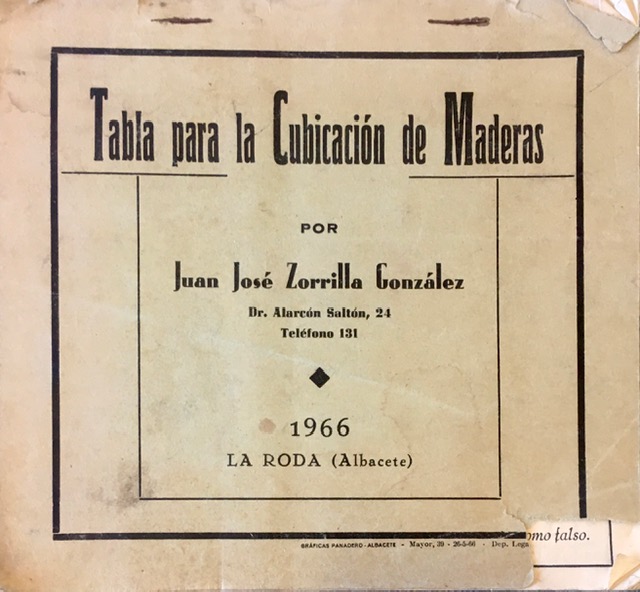 Tabla para la Cubicación de Maderas
POR
Juan José Zorrilla González
Dr. Alarcón Saltón, 24
Teléfono 131
1966
LA RODA (Albacete)
omo falso.
GRÁFICAS PANADERO - ALBACETE - Mayor, 39 - 26-5-66 - Dep. Lega